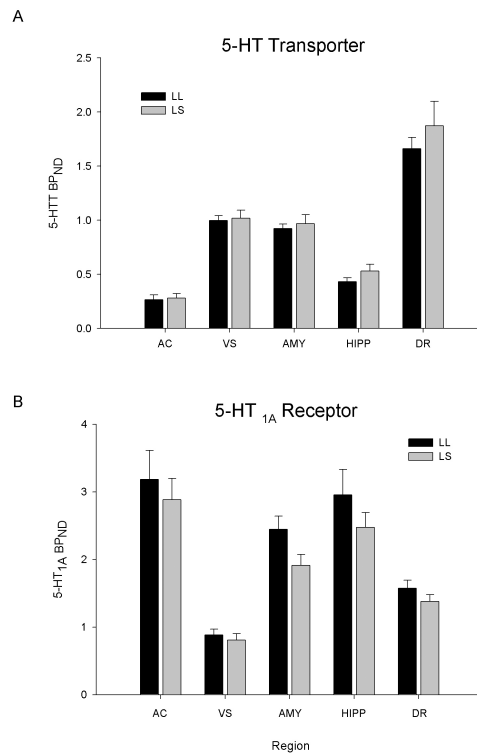 A
5-HT Transporter
2.5
2.0
1.5
1.0
0.5
0.0
5-HTT BPND
LL
LS
AC VS AMY HIPP DR
B
5-HT 1A Receptor
4
3
2
1
0
5-HT1A BPND
LL
LS
AC VS AMY HIPP DR
Region